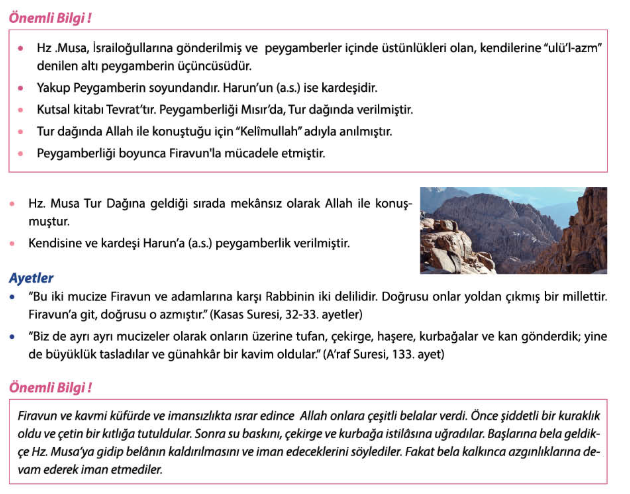 Önemli Bilgi !
• Hz .Musa, İsrailoğullarına gönderilmiş ve peygamberler içinde üstünlükleri olan, kendilerine “ulü’l-azm”
denilen altı peygamberin üçüncüsüdür.
• Yakup Peygamberin soyundandır. Harun’un (a.s.) ise kardeşidir.
• Kutsal kitabı Tevrat’tır. Peygamberliği Mısır’da, Tur dağında verilmiştir.
• Tur dağında Allah ile konuştuğu için “Kelîmullah” adıyla anılmıştır.
• Peygamberliği boyunca Firavun'la mücadele etmiştir.
• Hz. Musa Tur Dağına geldiği sırada mekânsız olarak Allah ile konuş-
muştur.
• Kendisine ve kardeşi Harun’a (a.s.) peygamberlik verilmiştir.
Ayetler
• “Bu iki mucize Firavun ve adamlarına karşı Rabbinin iki delilidir. Doğrusu onlar yoldan çıkmış bir millettir.
Firavun’a git, doğrusu o azmıştır.” (Kasas Suresi, 32-33. ayetler)
• “Biz de ayrı ayrı mucizeler olarak onların üzerine tufan, çekirge, haşere, kurbağalar ve kan gönderdik; yine
de büyüklük tasladılar ve günahkâr bir kavim oldular.” (A’raf Suresi, 133. ayet)
Önemli Bilgi !
Firavun ve kavmi küfürde ve imansızlıkta ısrar edince Allah onlara çeşitli belalar verdi. Önce şiddetli bir kuraklık
oldu ve çetin bir kıtlığa tutuldular. Sonra su baskını, çekirge ve kurbağa istilâsına uğradılar. Başlarına bela geldik-
çe Hz. Musa’ya gidip belânın kaldırılmasını ve iman edeceklerini söylediler. Fakat bela kalkınca azgınlıklarına de-
vam ederek iman etmediler.